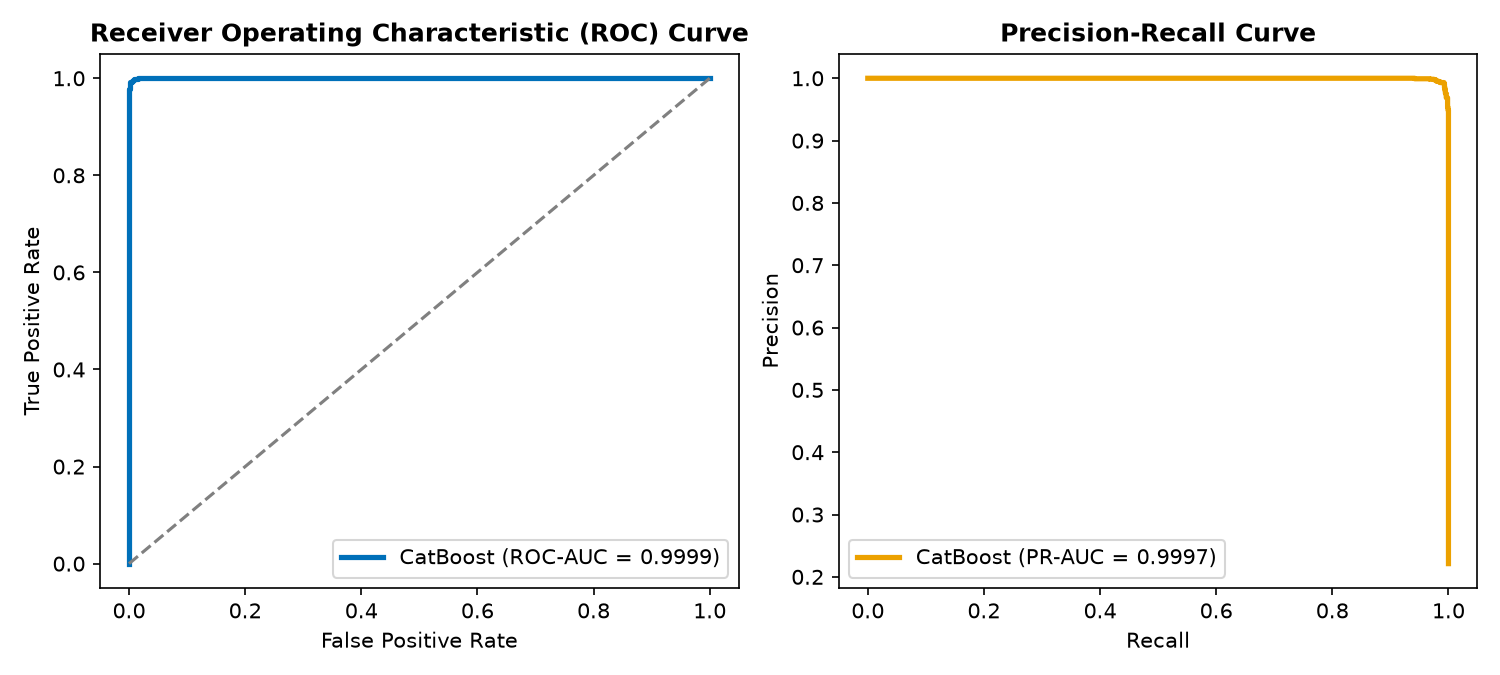 Receiver Operating Characteristic (ROC) Curve
True Positive Rate
1.0
0.8
0.6
0.4
0.2
0.0
CatBoost (ROC-AUC = 0.9999)
0.0 0.2 0.4 0.6 0.8 1.0
False Positive Rate
Precision-Recall Curve
Precision
1.0
0.9
0.8
0.7
0.6
0.5
0.4
0.3
0.2
CatBoost (PR-AUC = 0.9997)
0.0 0.2 0.4 0.6 0.8 1.0
Recall